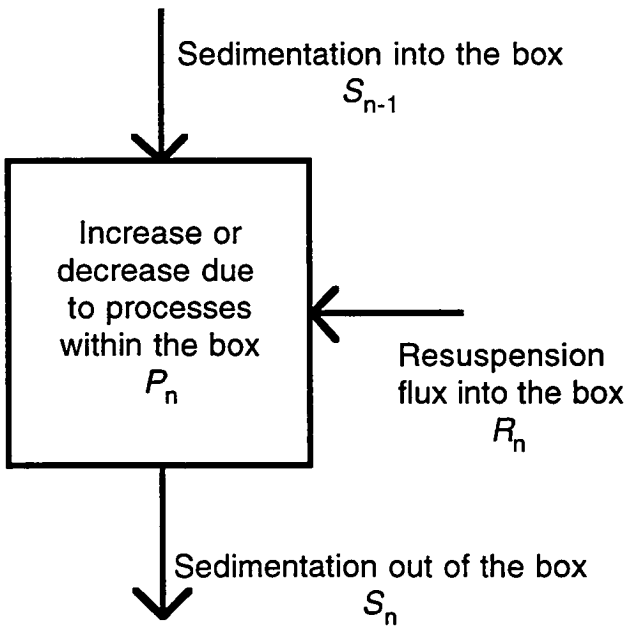 Sedimentation into the box
Sn-1
Increase or
decrease due
to processes
within the box
Pn
Resuspension
flux into the box
Rn
Sedimentation out of the box
Sn